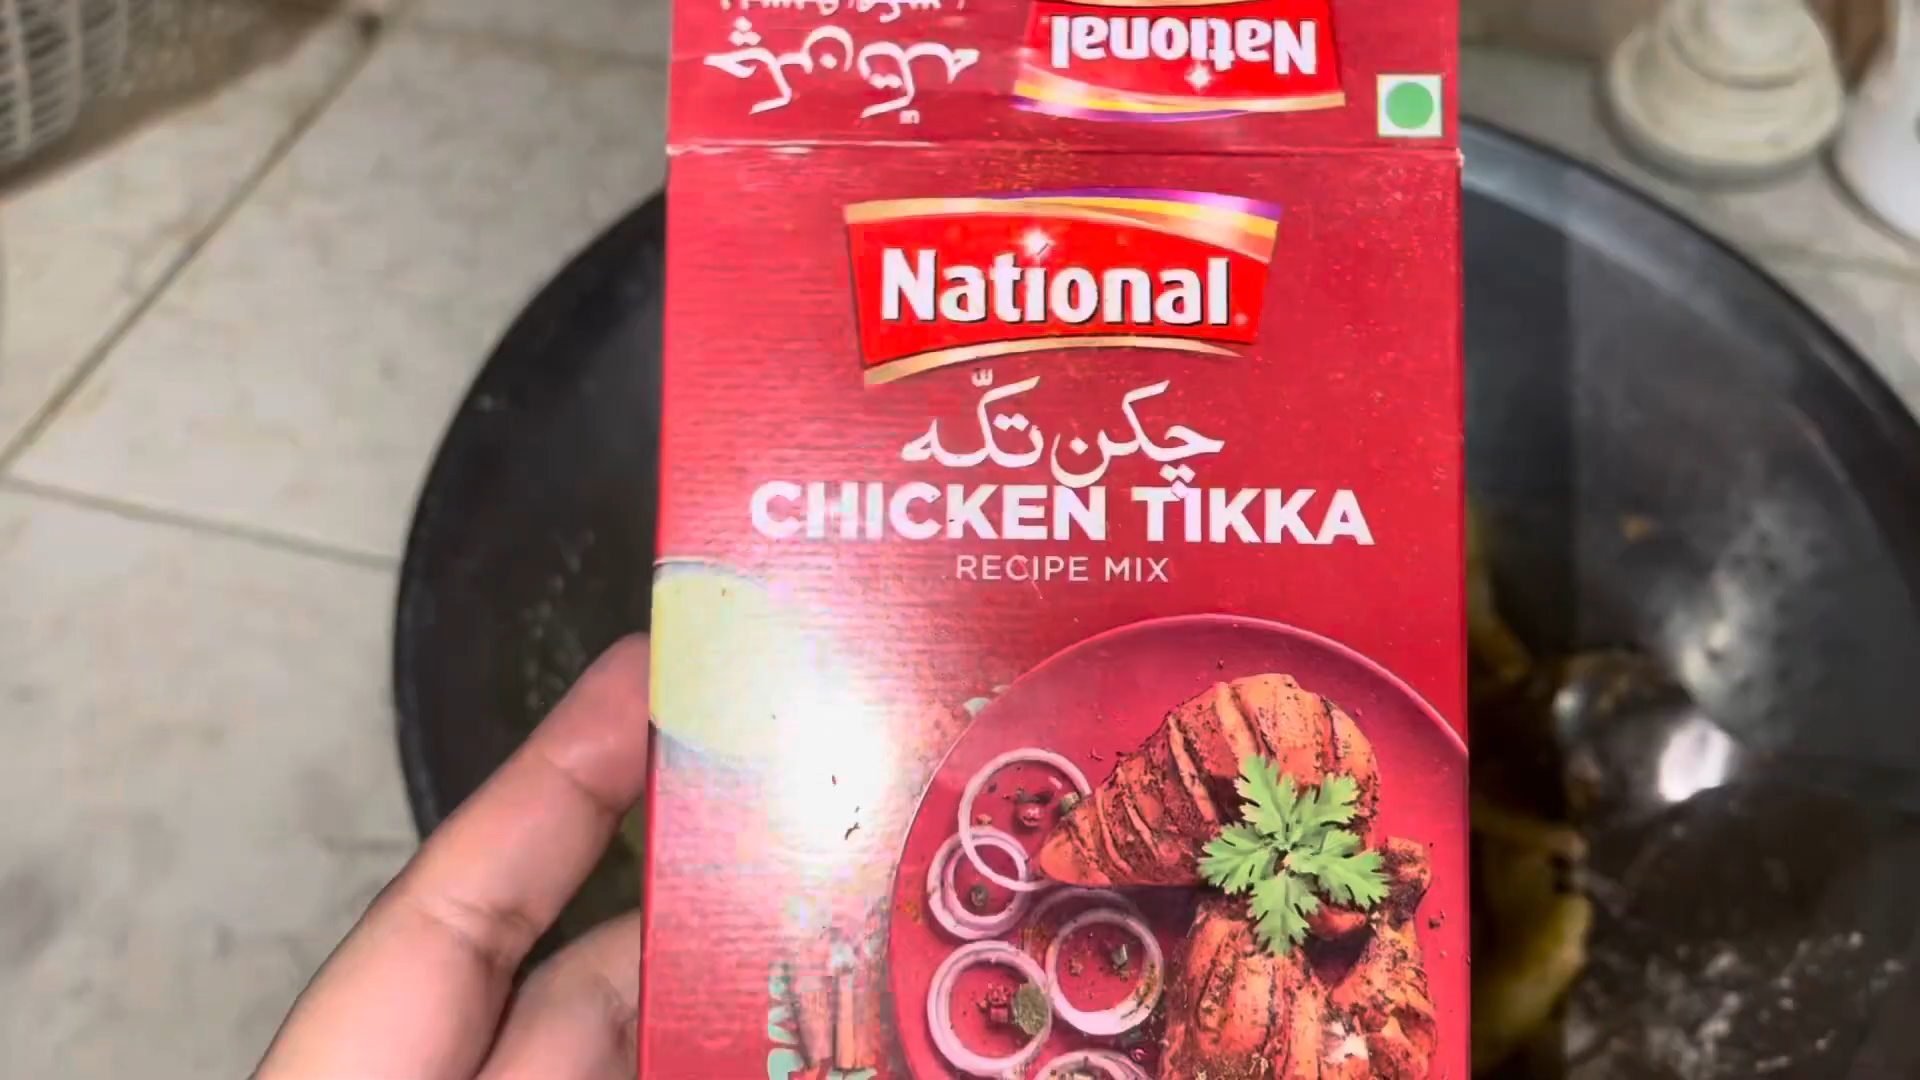 National
National
چکن تکّہ
CHICKEN TIKKA
RECIPE MIX